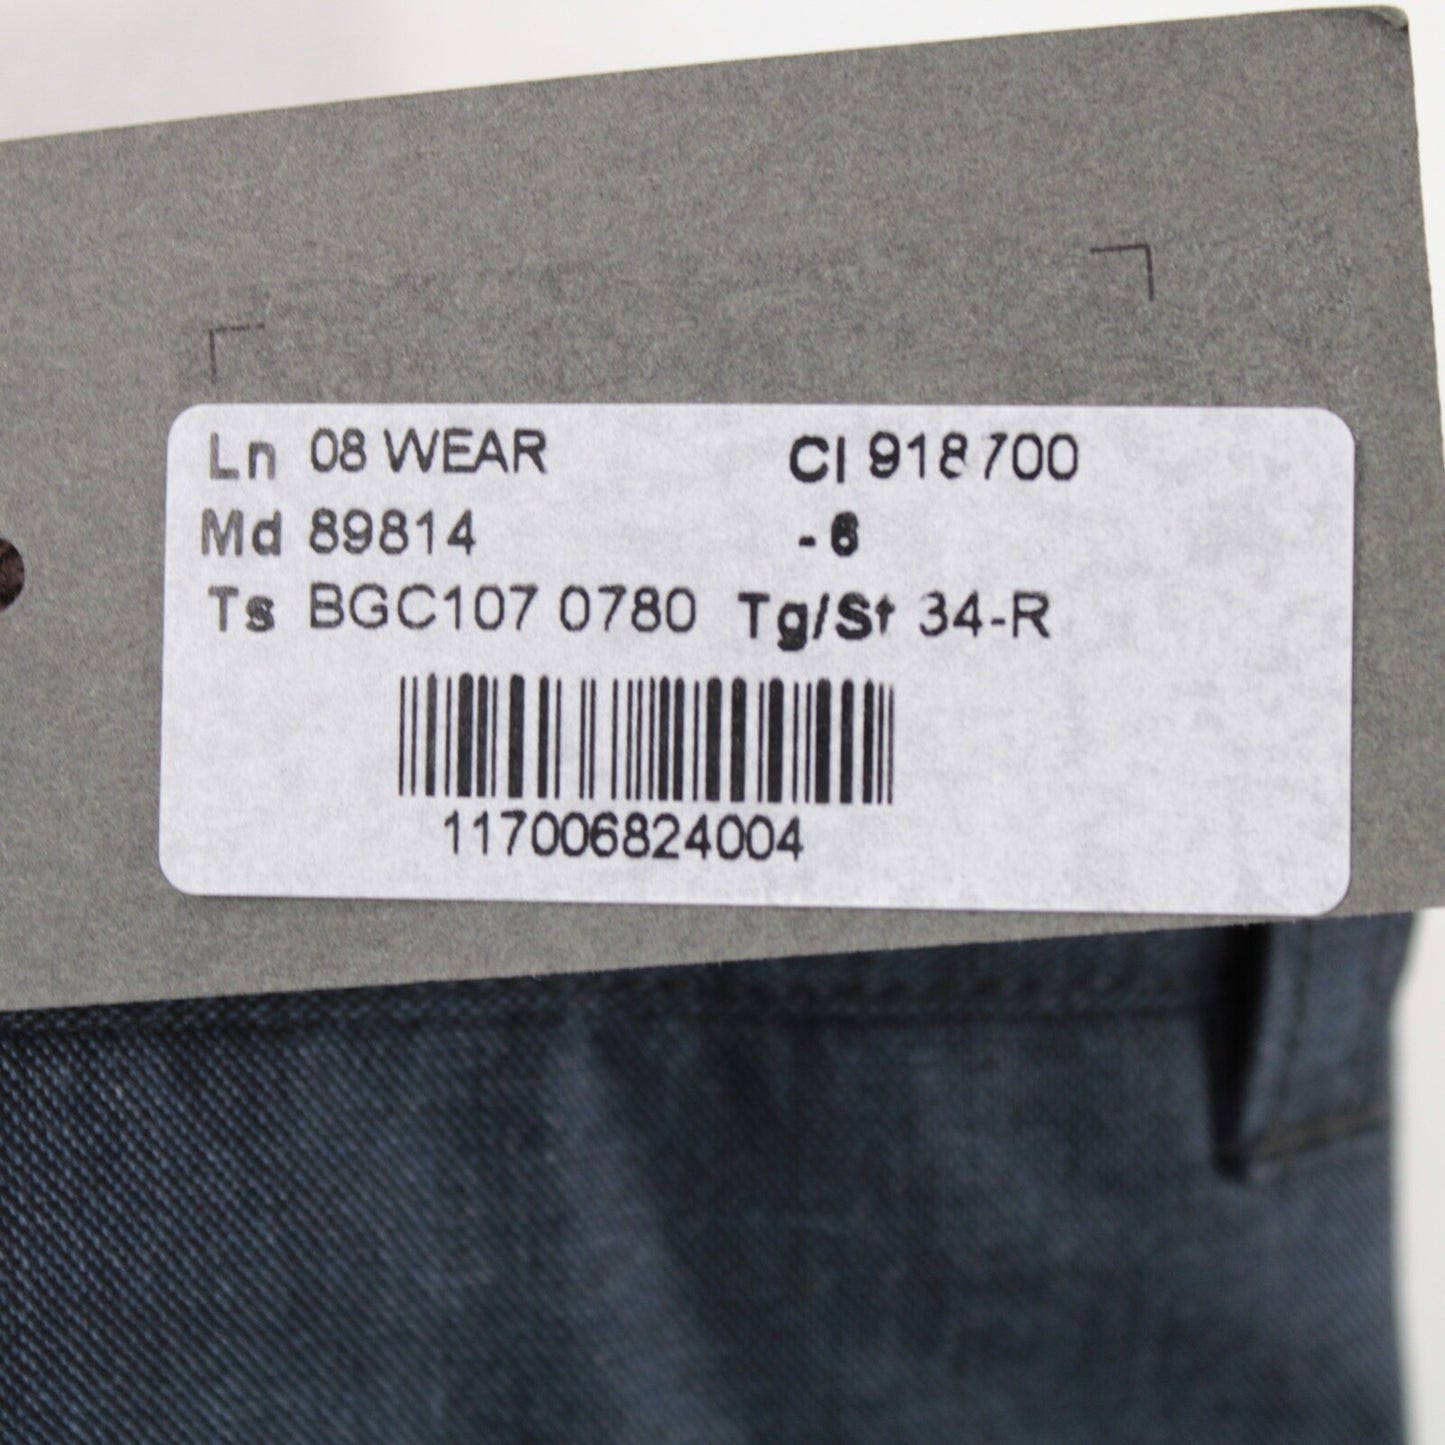 Ln 08 WEAR Cl 918700
Md 89814 - 6
Ts BGC107 0780 Tg/St 34-R
117006824004